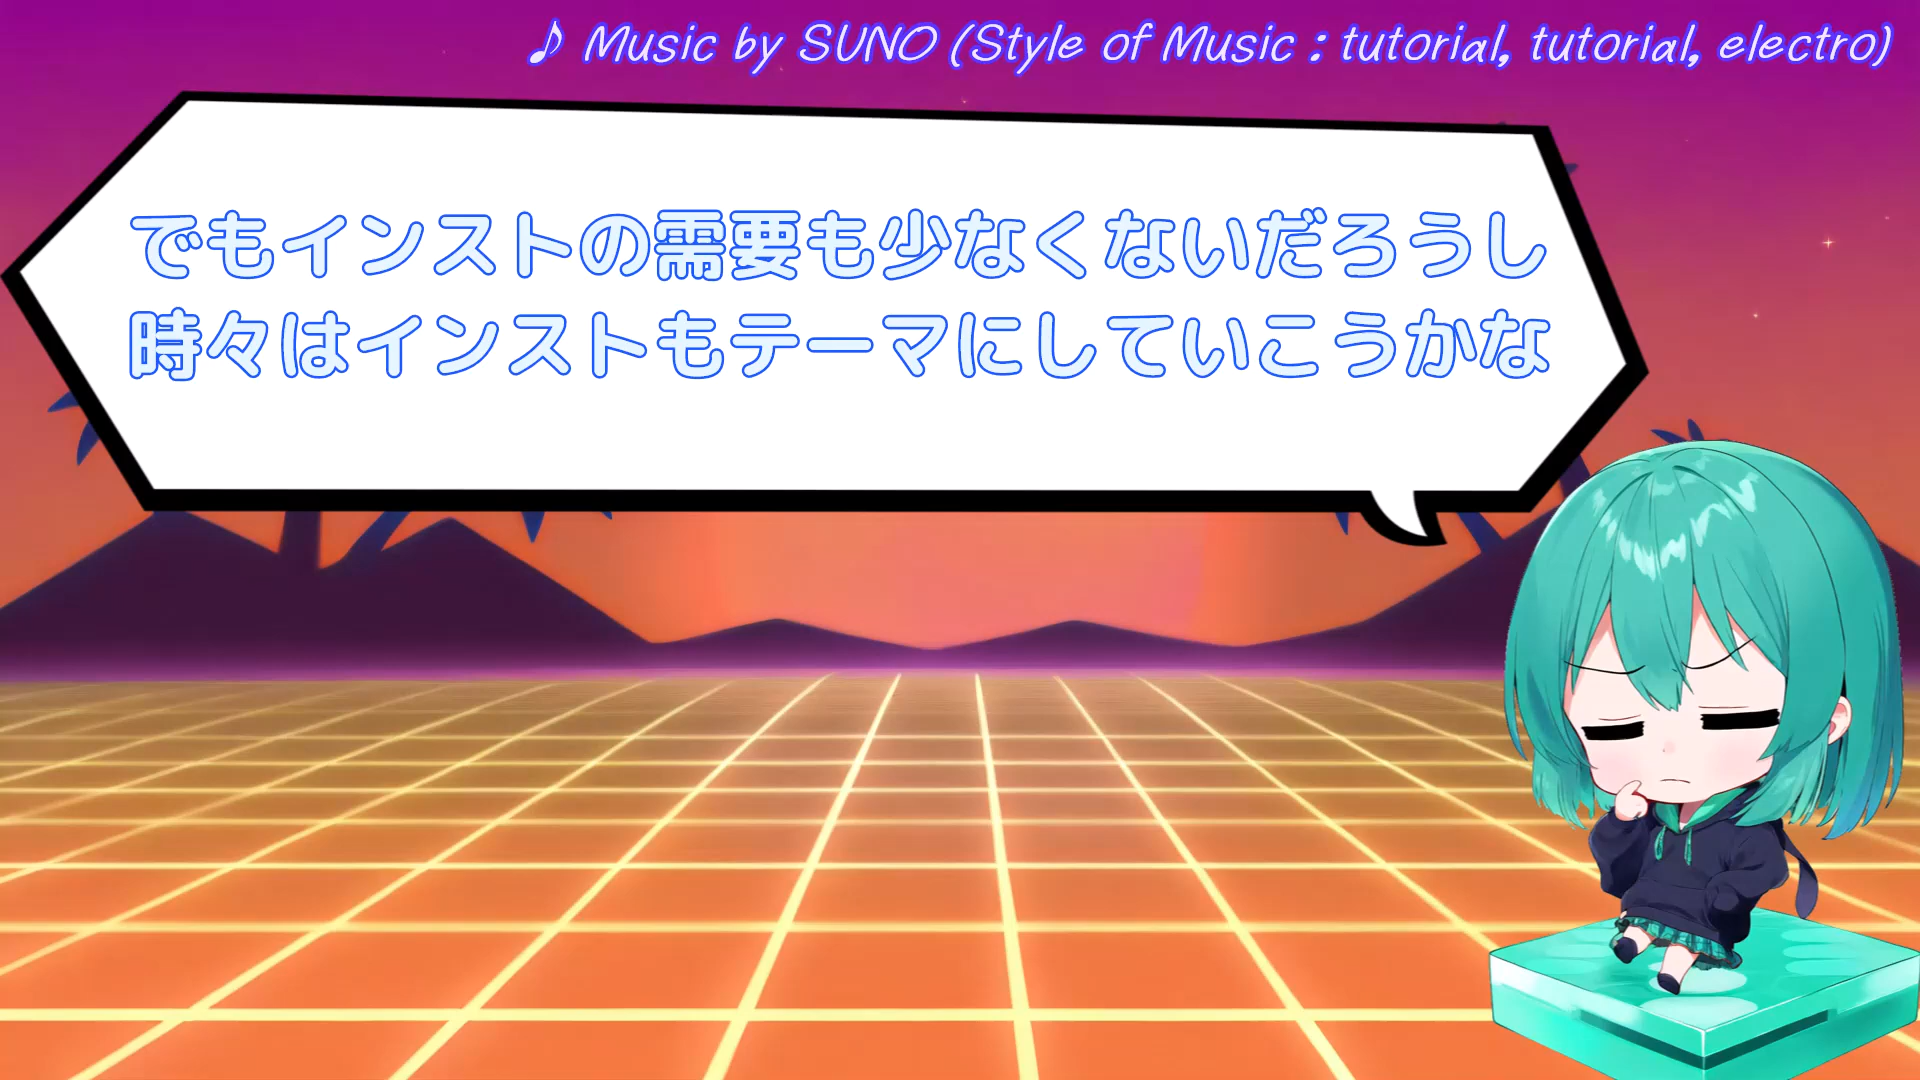 ♪ Music by SUNO (Style of Music : tutorial, tutorial, electro)
でもインストの需要も少なくないだろうし
時々はインストもテーマにしていこうかな